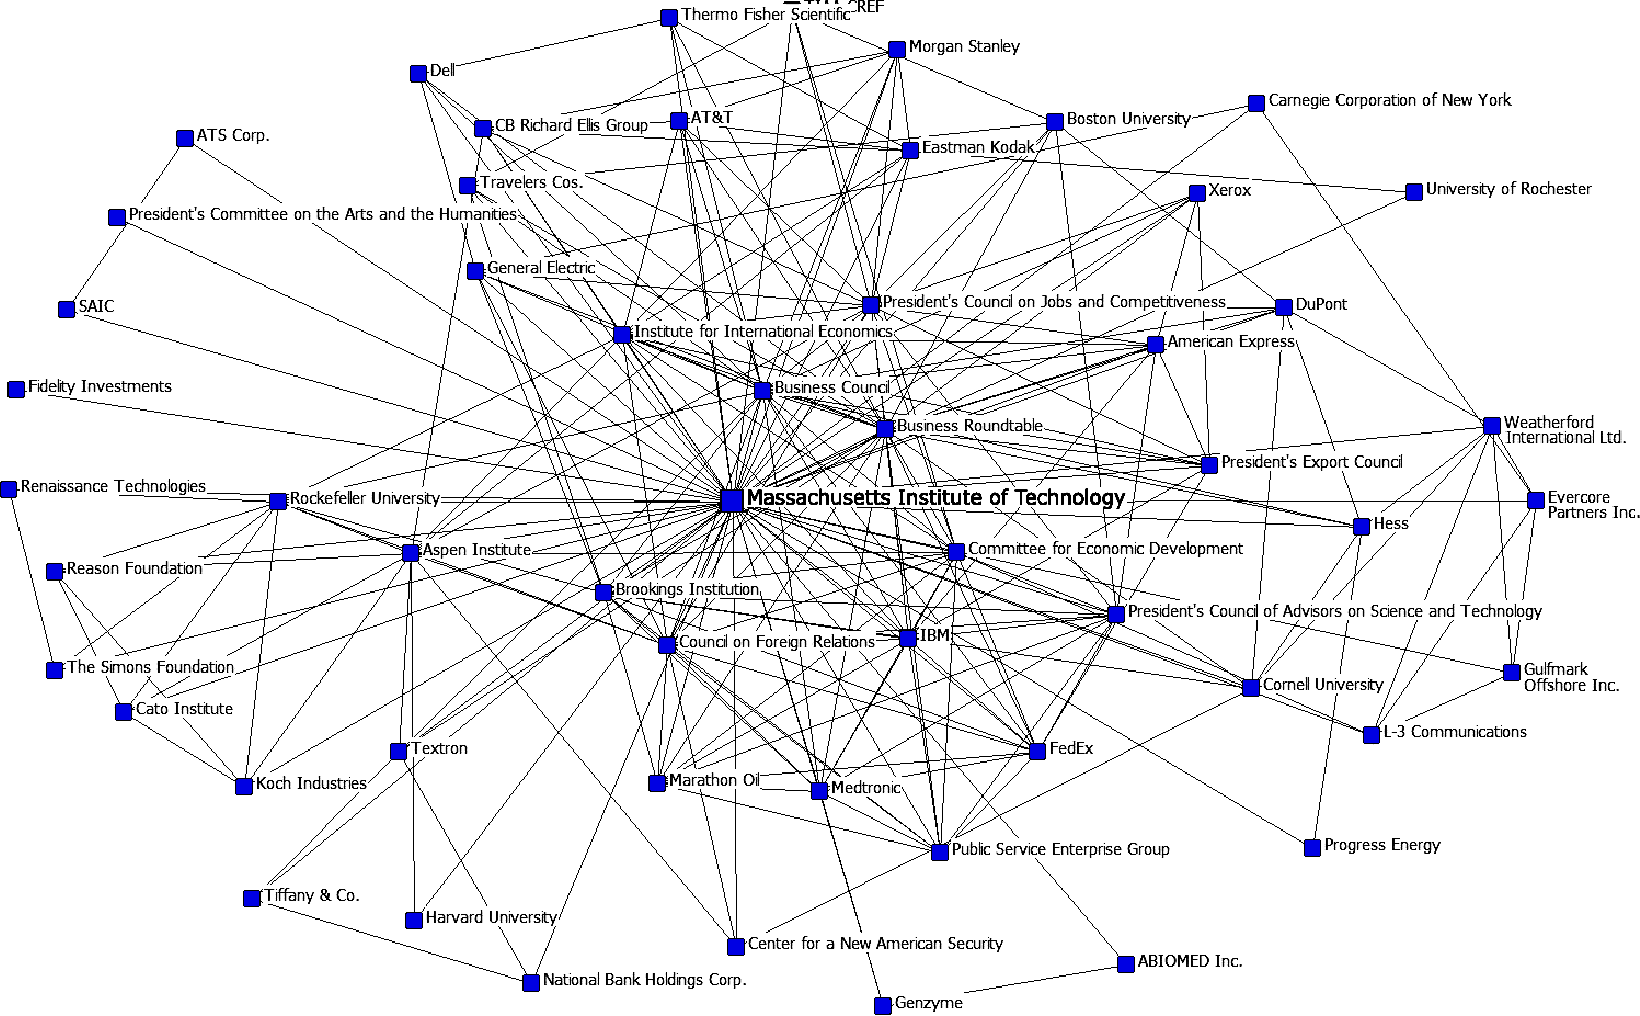 CREF
Thermo Fisher Scientific
Morgan Stanley
Dell
Carnegie Corporation of New York
CB Richard Ellis Group
AT&T
Boston University
ATS Corp.
Eastman Kodak
Travelers Cos.
Xerox
University of Rochester
President's Committee on the Arts and the Humanities
General Electric
SAIC
President's Council on Jobs and Competitiveness
DuPont
Institute for International Economics
American Express
Fidelity Investments
Business Council
Business Roundtable
Weatherford
International Ltd.
President's Export Council
Renaissance Technologies
Rockefeller University
Massachusetts Institute of Technology
Evercore
Partners Inc.
Hess
Aspen Institute
Committee for Economic Development
Reason Foundation
Brookings Institution
President's Council of Advisors on Science and Technology
Council on Foreign Relations
IBM
The Simons Foundation
Gulfmark
Offshore Inc.
Cornell University
Cato Institute
L-3 Communications
Textron
FedEx
Koch Industries
Marathon Oil
Medtronic
Public Service Enterprise Group
Progress Energy
Tiffany & Co.
Harvard University
Center for a New American Security
ABIOMED Inc.
National Bank Holdings Corp.
Genzyme